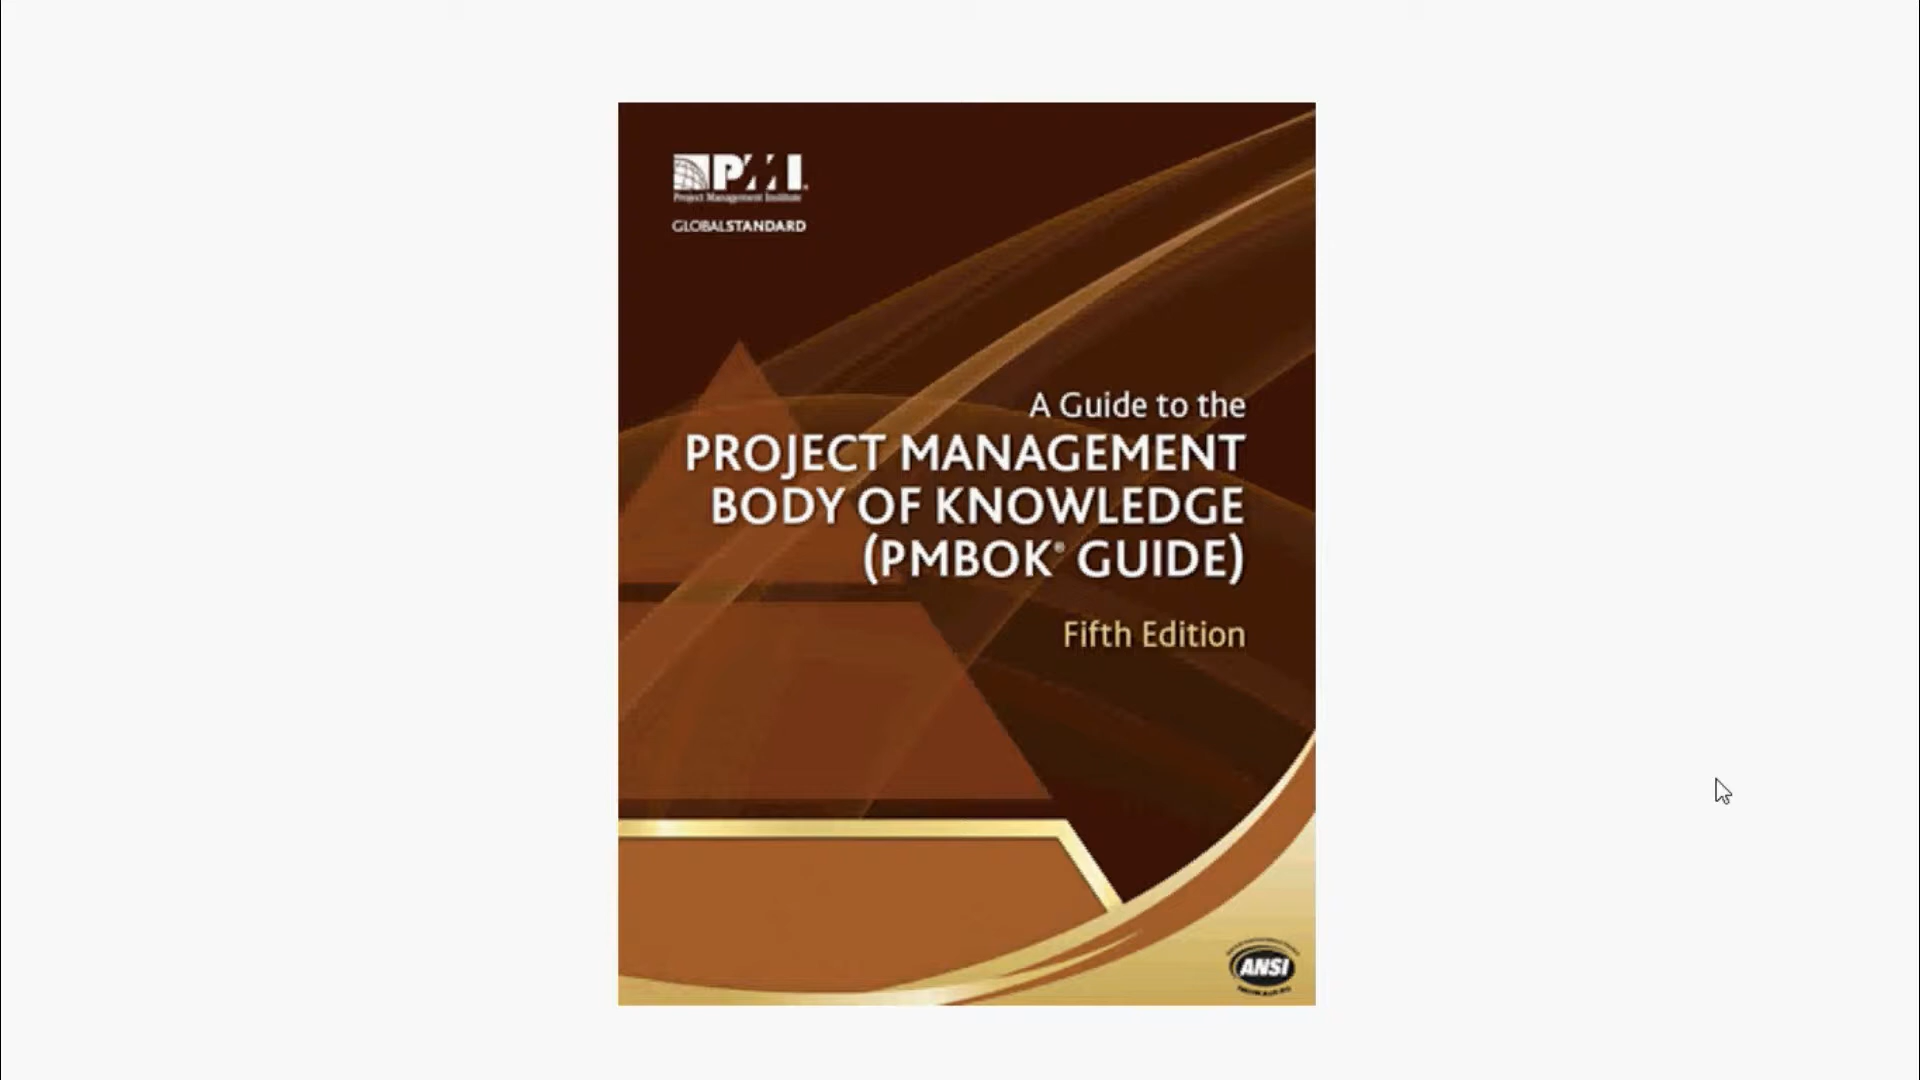 PMI
Project Management Institute
GLOBALSTANDARD
A Guide to the
PROJECT MANAGEMENT
BODY OF KNOWLEDGE
(PMBOK® GUIDE)
Fifth Edition
ANSI